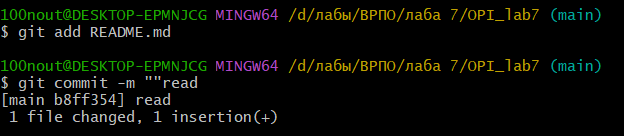 100nout@DESKTOP-EPMNJCG MINGW64 /d/лабы/ВРПО/лаба 7/OPI_lab7 (main)
$ git add README.md
100nout@DESKTOP-EPMNJCG MINGW64 /d/лабы/ВРПО/лаба 7/OPI_lab7 (main)
$ git commit -m ""read
[main b8ff354] read
 1 file changed, 1 insertion(+)